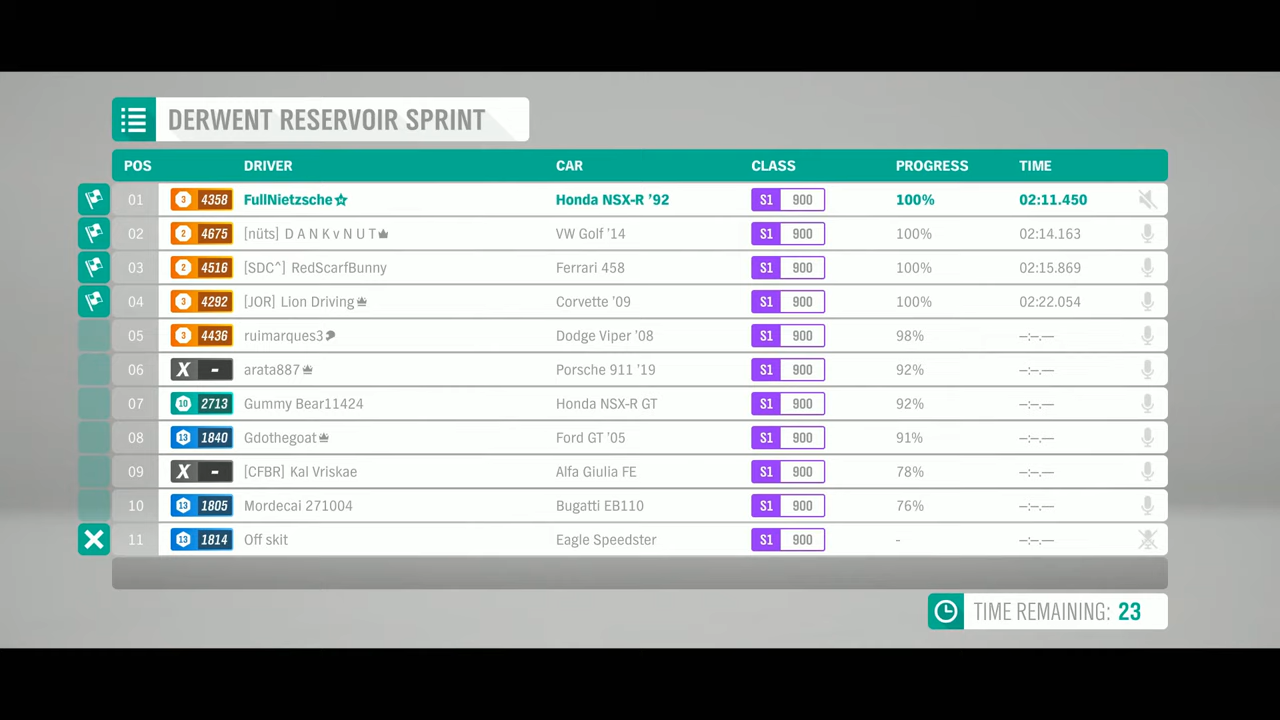 DERWENT RESERVOIR SPRINT
POS DRIVER CAR CLASS PROGRESS TIME
01 3 4358 FullNietzsche☆ Honda NSX-R ’92 S1 900 100% 02:11.450
02 2 4675 [nüts] D A N K v N U T VW Golf ’14 S1 900 100% 02:14.163
03 2 4516 [SDC^] RedScarfBunny Ferrari 458 S1 900 100% 02:15.869
04 3 4292 [JOR] Lion Driving Corvette ’09 S1 900 100% 02:22.054
05 3 4436 ruimarques3 Dodge Viper ’08 S1 900 98% --:--.---
06 X - arata887 Porsche 911 ’19 S1 900 92% --:--.---
07 10 2713 Gummy Bear11424 Honda NSX-R GT S1 900 92% --:--.---
08 13 1840 Gdothegoat Ford GT ’05 S1 900 91% --:--.---
09 X - [CFBR] Kal Vriskae Alfa Giulia FE S1 900 78% --:--.---
10 13 1805 Mordecai 271004 Bugatti EB110 S1 900 76% --:--.---
11 13 1814 Off skit Eagle Speedster S1 900 - --:--.---
TIME REMAINING: 23